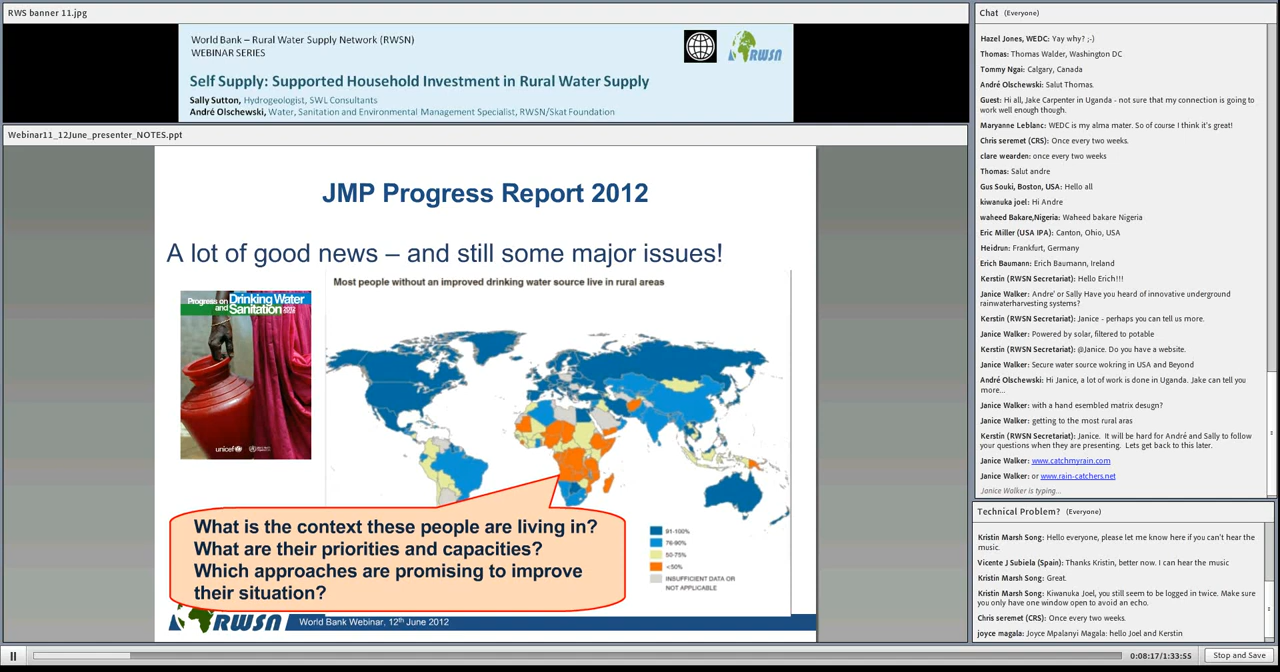 RWS banner 11.jpg
World Bank – Rural Water Supply Network (RWSN)
WEBINAR SERIES
RWSN
Self Supply: Supported Household Investment in Rural Water Supply
Sally Sutton, Hydrogeologist, SWL Consultants
André Olschewski, Water, Sanitation and Environmental Management Specialist, RWSN/Skat Foundation
Webinar11_12June_presenter_NOTES.ppt
JMP Progress Report 2012
A lot of good news – and still some major issues!
Progress on Drinking Water
and Sanitation
unicef
Most people without an improved drinking water source live in rural areas
What is the context these people are living in?
What are their priorities and capacities?
Which approaches are promising to improve
their situation?
91-100%
76-90%
50-75%
<50%
INSUFFICIENT DATA OR
NOT APPLICABLE
RWSN
World Bank Webinar, 12th June 2012
Chat (Everyone)
Hazel Jones, WEDC: Yay why? ;-)
Thomas: Thomas Walder, Washington DC
Tommy Ngai: Calgary, Canada
André Olschewski: Salut Thomas.
Guest: Hi all, Jake Carpenter in Uganda - not sure that my connection is going to
work well enough though.
Maryanne Leblanc: WEDC is my alma mater. So of course I think it's great!
Chris seremet (CRS): Once every two weeks.
clare wearden: once every two weeks
Thomas: Salut andre
Gus Souki, Boston, USA: Hello all
kiwanuka joel: Hi Andre
waheed Bakare,Nigeria: Waheed bakare Nigeria
Eric Miller (USA IPA): Canton, Ohio, USA
Heidrun: Frankfurt, Germany
Erich Baumann: Erich Baumann, Ireland
Kerstin (RWSN Secretariat): Hello Erich!!!
Janice Walker: Andre' or Sally Have you heard of innovative underground
rainwaterharvesting systems?
Kerstin (RWSN Secretariat): Janice - perhaps you can tell us more.
Janice Walker: Powered by solar, filtered to potable
Kerstin (RWSN Secretariat): @Janice. Do you have a website.
Janice Walker: Secure water source wokring in USA and Beyond
André Olschewski: Hi Janice, a lot of work is done in Uganda. Jake can tell you
more...
Janice Walker: with a hand esembled matrix desugn?
Janice Walker: getting to the most rural aras
Kerstin (RWSN Secretariat): Janice. It will be hard for André and Sally to follow
your questions when they are presenting. Lets get back to this later.
Janice Walker: www.catchmyrain.com
Janice Walker: or www.rain-catchers.net
Janice Walker is typing...
Technical Problem? (Everyone)
Kristin Marsh Song: Hello everyone, please let me know here if you can't hear the
music.
Vicente J Subiela (Spain): Thanks Kristin, better now. I can hear the music
Kristin Marsh Song: Great.
Kristin Marsh Song: Kiwanuka Joel, you still seem to be logged in twice. Make sure
you only have one window open to avoid an echo.
Chris seremet (CRS): Once every two weeks.
joyce magala: Joyce Mpalanyi Magala: hello Joel and Kerstin
0:08:17/1:33:55
Stop and Save